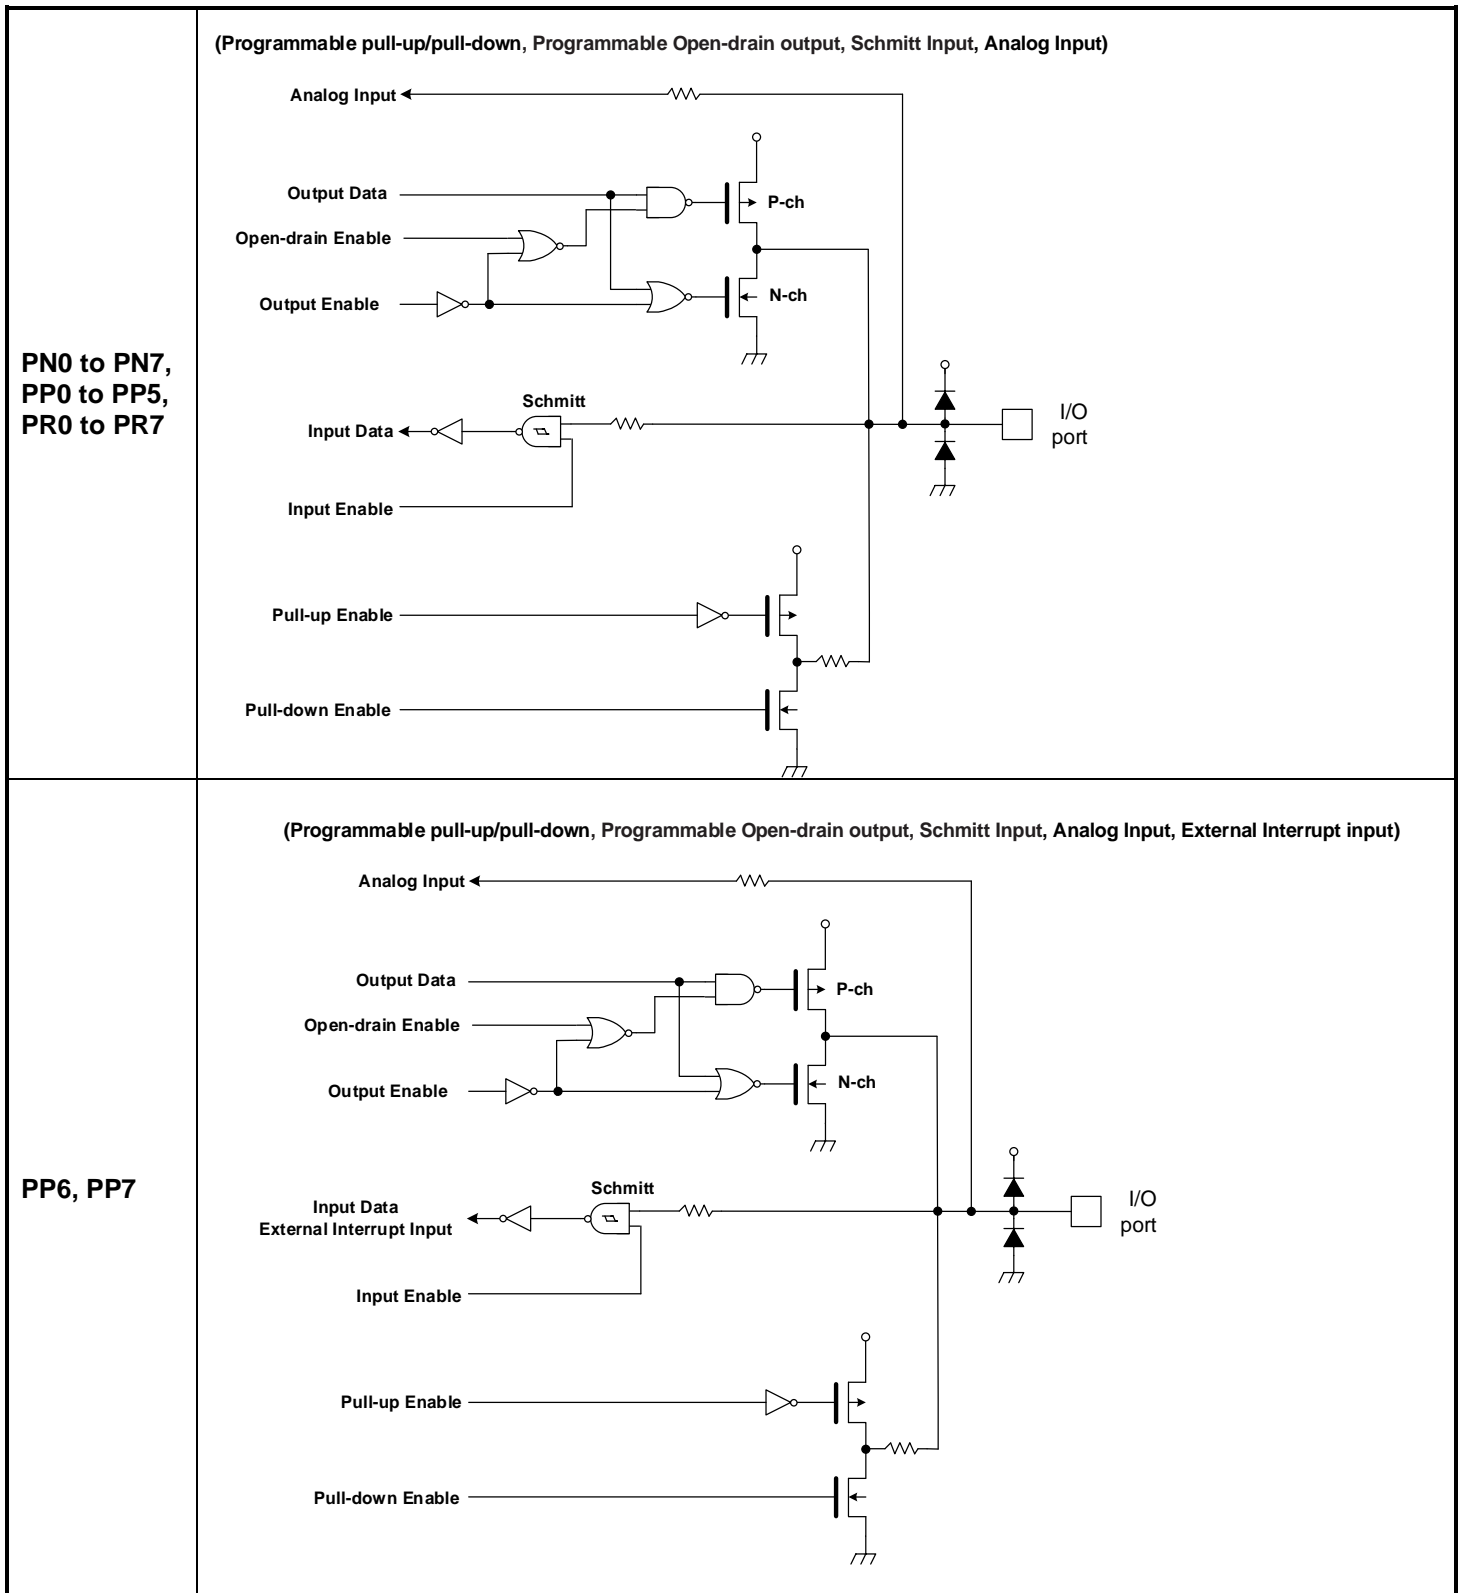 (Programmable pull-up/pull-down, Programmable Open-drain output, Schmitt Input, Analog Input)
Analog Input
Output Data
P-ch
Open-drain Enable
Output Enable
N-ch
PN0 to PN7,
PP0 to PP5,
PR0 to PR7
Schmitt
Input Data
I/O
port
Input Enable
Pull-up Enable
Pull-down Enable
(Programmable pull-up/pull-down, Programmable Open-drain output, Schmitt Input, Analog Input, External Interrupt input)
Analog Input
Output Data
P-ch
Open-drain Enable
Output Enable
N-ch
PP6, PP7
Schmitt
Input Data
External Interrupt Input
I/O
port
Input Enable
Pull-up Enable
Pull-down Enable